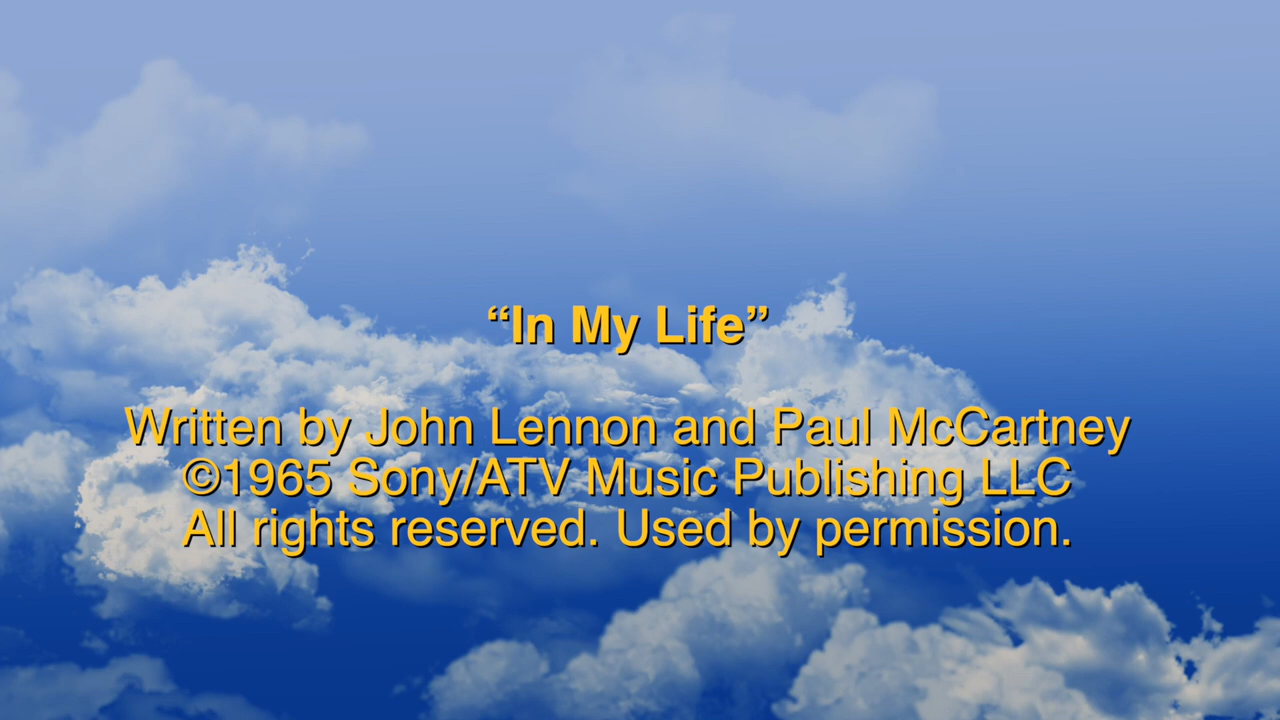 “In My Life”
Written by John Lennon and Paul McCartney
©1965 Sony/ATV Music Publishing LLC
All rights reserved. Used by permission.